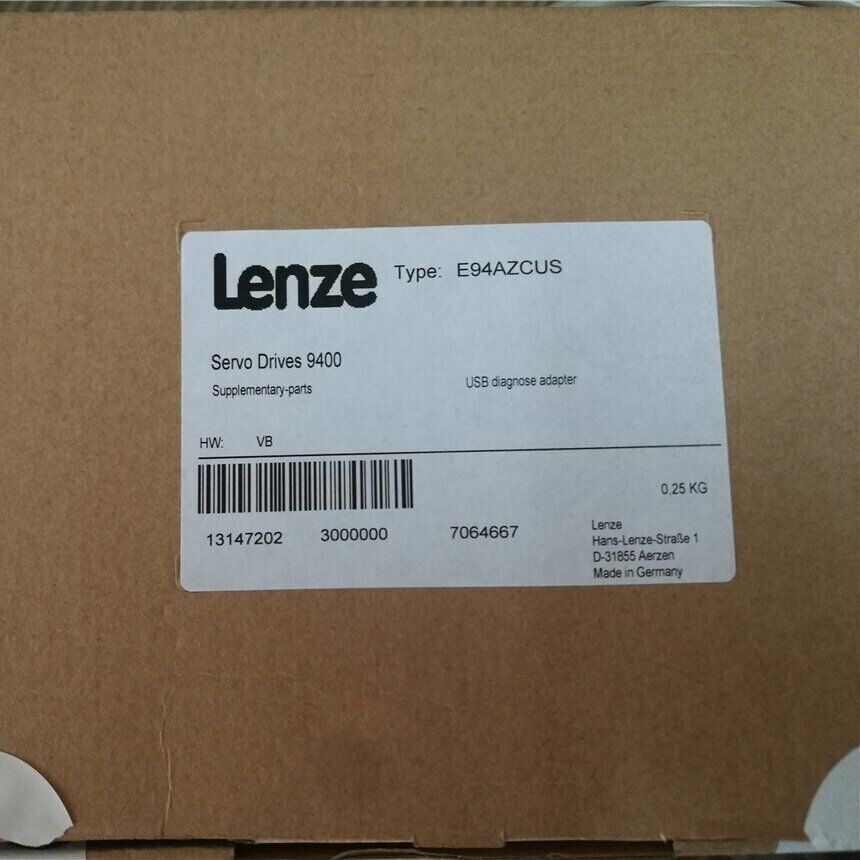 Lenze Type: E94AZCUS
Servo Drives 9400
Supplementary-parts USB diagnose adapter
HW: VB
0.25 KG
13147202 3000000 7064667
Lenze
Hans-Lenze-Straße 1
D-31855 Aerzen
Made in Germany